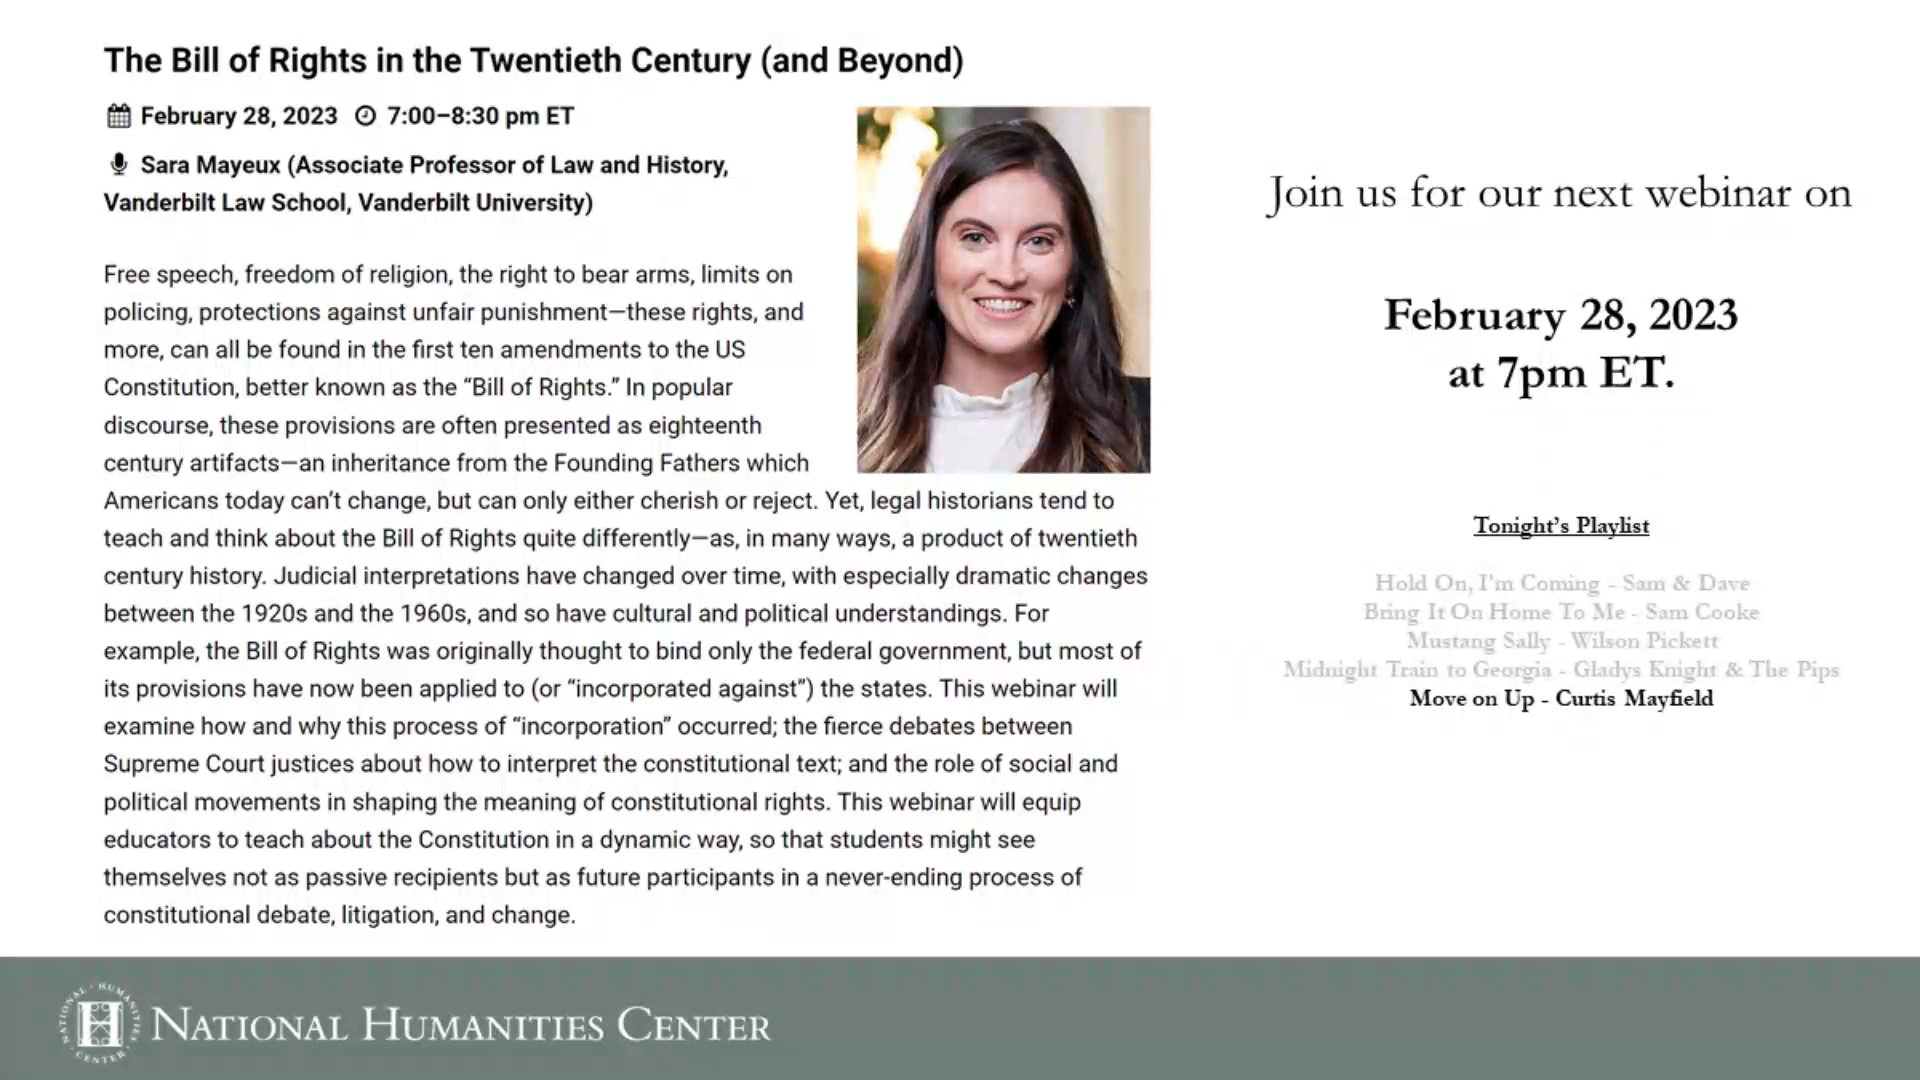 The Bill of Rights in the Twentieth Century (and Beyond)
February 28, 2023 7:00–8:30 pm ET
Sara Mayeux (Associate Professor of Law and History,
Vanderbilt Law School, Vanderbilt University)
Free speech, freedom of religion, the right to bear arms, limits on
policing, protections against unfair punishment—these rights, and
more, can all be found in the first ten amendments to the US
Constitution, better known as the “Bill of Rights.” In popular
discourse, these provisions are often presented as eighteenth
century artifacts—an inheritance from the Founding Fathers which
Americans today can’t change, but can only either cherish or reject. Yet, legal historians tend to
teach and think about the Bill of Rights quite differently—as, in many ways, a product of twentieth
century history. Judicial interpretations have changed over time, with especially dramatic changes
between the 1920s and the 1960s, and so have cultural and political understandings. For
example, the Bill of Rights was originally thought to bind only the federal government, but most of
its provisions have now been applied to (or “incorporated against”) the states. This webinar will
examine how and why this process of “incorporation” occurred; the fierce debates between
Supreme Court justices about how to interpret the constitutional text; and the role of social and
political movements in shaping the meaning of constitutional rights. This webinar will equip
educators to teach about the Constitution in a dynamic way, so that students might see
themselves not as passive recipients but as future participants in a never-ending process of
constitutional debate, litigation, and change.
Join us for our next webinar on
February 28, 2023
at 7pm ET.
Tonight’s Playlist
Hold On, I'm Coming - Sam & Dave
Bring It On Home To Me - Sam Cooke
Mustang Sally - Wilson Pickett
Midnight Train to Georgia - Gladys Knight & The Pips
Move on Up - Curtis Mayfield
NATIONAL · HUMANITIES · CENTER
NATIONAL HUMANITIES CENTER